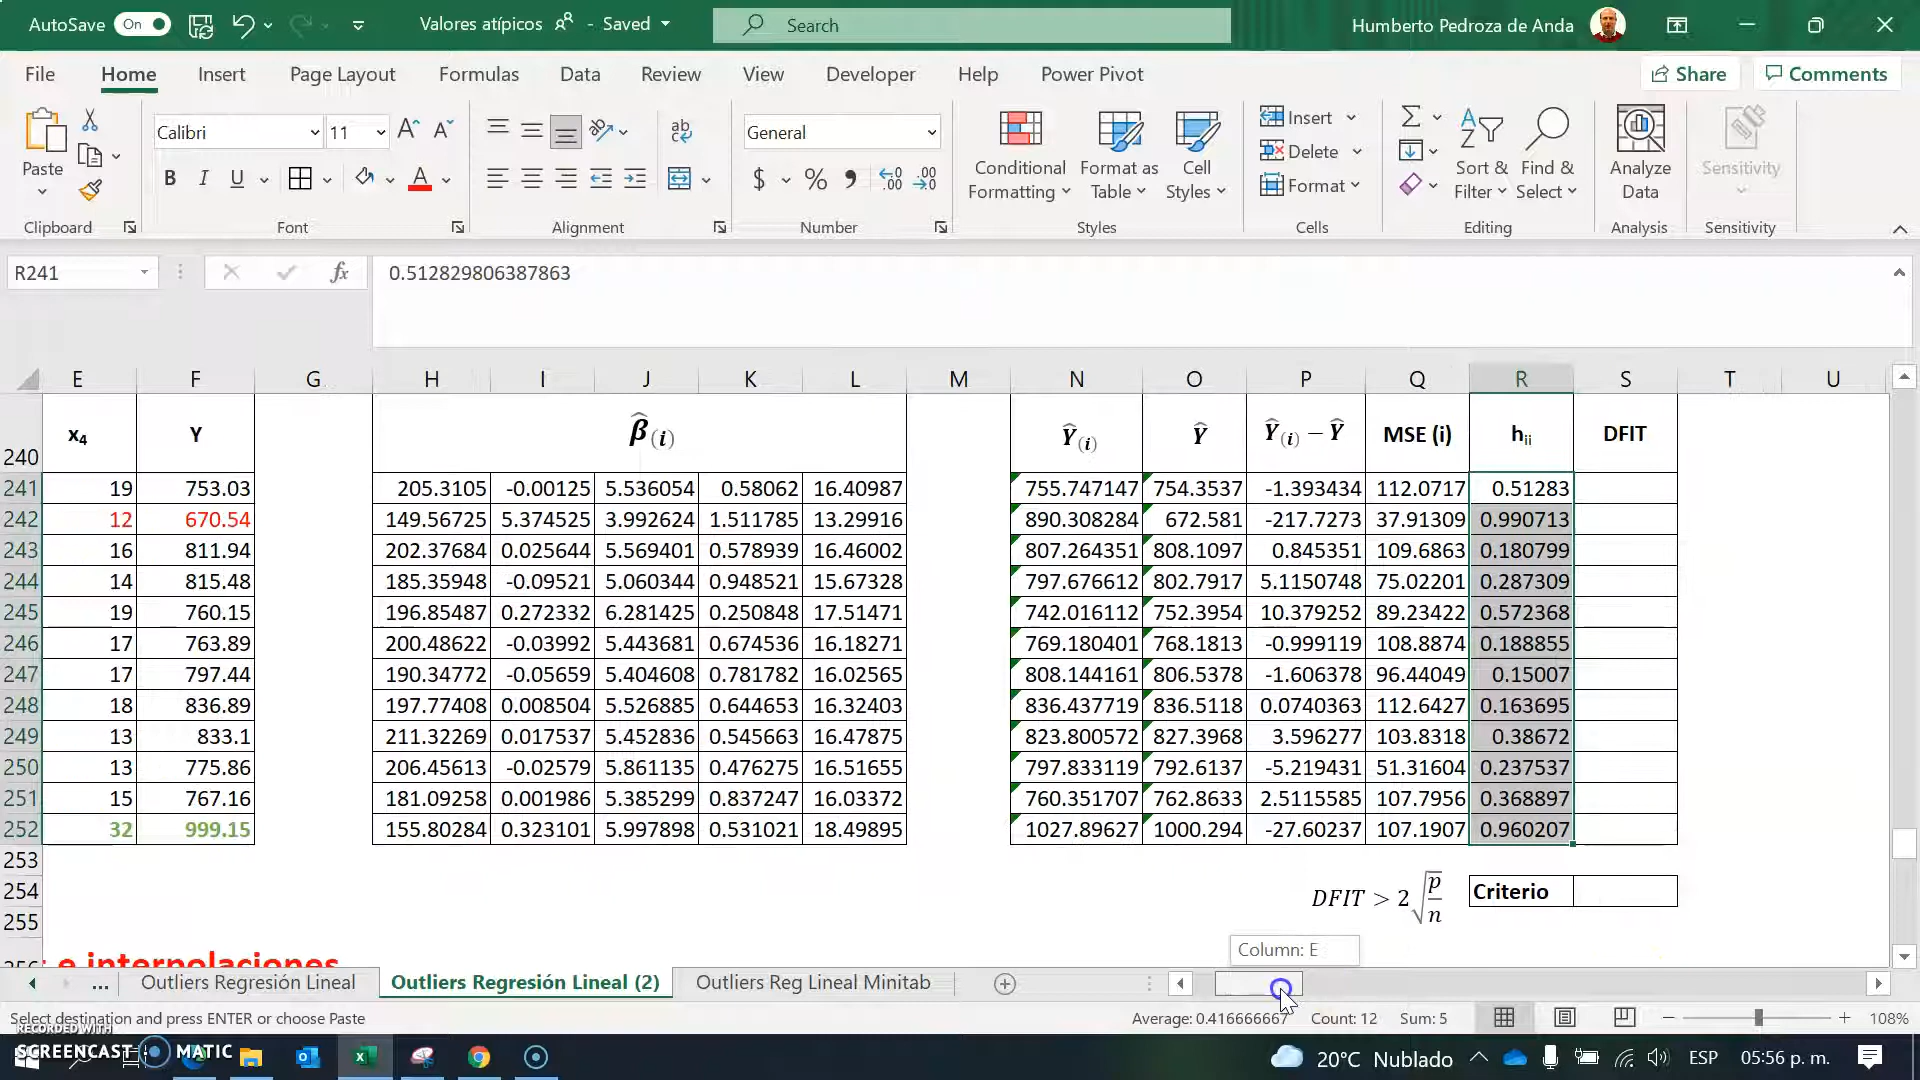 AutoSave On Valores atípicos - Saved Search Humberto Pedroza de Anda
File Home Insert Page Layout Formulas Data Review View Developer Help Power Pivot Share Comments
Paste Calibri 11 B I U A ab General $ % 9 Conditional Formatting Format as Table Cell Styles Insert Delete Format Sort & Filter Find & Select Analyze Data Sensitivity
Clipboard Font Alignment Number Styles Cells Editing Analysis Sensitivity
R241 fx 0.512829806387863
E F G H I J K L M N O P Q R S T U
240 x4 Y β̂(i) Ŷ(i) Ŷ Ŷ(i) − Ŷ MSE (i) hii DFIT
241 19 753.03 205.3105 -0.00125 5.536054 0.58062 16.40987 755.747147 754.3537 -1.393434 112.0717 0.51283
242 12 670.54 149.56725 5.374525 3.992624 1.511785 13.29916 890.308284 672.581 -217.7273 37.91309 0.990713
243 16 811.94 202.37684 0.025644 5.569401 0.578939 16.46002 807.264351 808.1097 0.845351 109.6863 0.180799
244 14 815.48 185.35948 -0.09521 5.060344 0.948521 15.67328 797.676612 802.7917 5.1150748 75.02201 0.287309
245 19 760.15 196.85487 0.272332 6.281425 0.250848 17.51471 742.016112 752.3954 10.379252 89.23422 0.572368
246 17 763.89 200.48622 -0.03992 5.443681 0.674536 16.18271 769.180401 768.1813 -0.999119 108.8874 0.188855
247 17 797.44 190.34772 -0.05659 5.404608 0.781782 16.02565 808.144161 806.5378 -1.606378 96.44049 0.15007
248 18 836.89 197.77408 0.008504 5.526885 0.644653 16.32403 836.437719 836.5118 0.0740363 112.6427 0.163695
249 13 833.1 211.32269 0.017537 5.452836 0.545663 16.47875 823.800572 827.3968 3.596277 103.8318 0.38672
250 13 775.86 206.45613 -0.02579 5.861135 0.476275 16.51655 797.833119 792.6137 -5.219431 51.31604 0.237537
251 15 767.16 181.09258 0.001986 5.385299 0.837247 16.03372 760.351707 762.8633 2.5115585 107.7956 0.368897
252 32 999.15 155.80284 0.323101 5.997898 0.531021 18.49895 1027.89627 1000.294 -27.60237 107.1907 0.960207
253
254 DFIT > 2√(p/n) Criterio
255
Column: E
e interpolaciones
... Outliers Regresión Lineal Outliers Regresión Lineal (2) Outliers Reg Lineal Minitab
Select destination and press ENTER or choose Paste Average: 0.416666667 Count: 12 Sum: 5 108%
RECORDED WITH
SCREENCAST MATIC 20°C Nublado ESP 05:56 p. m.